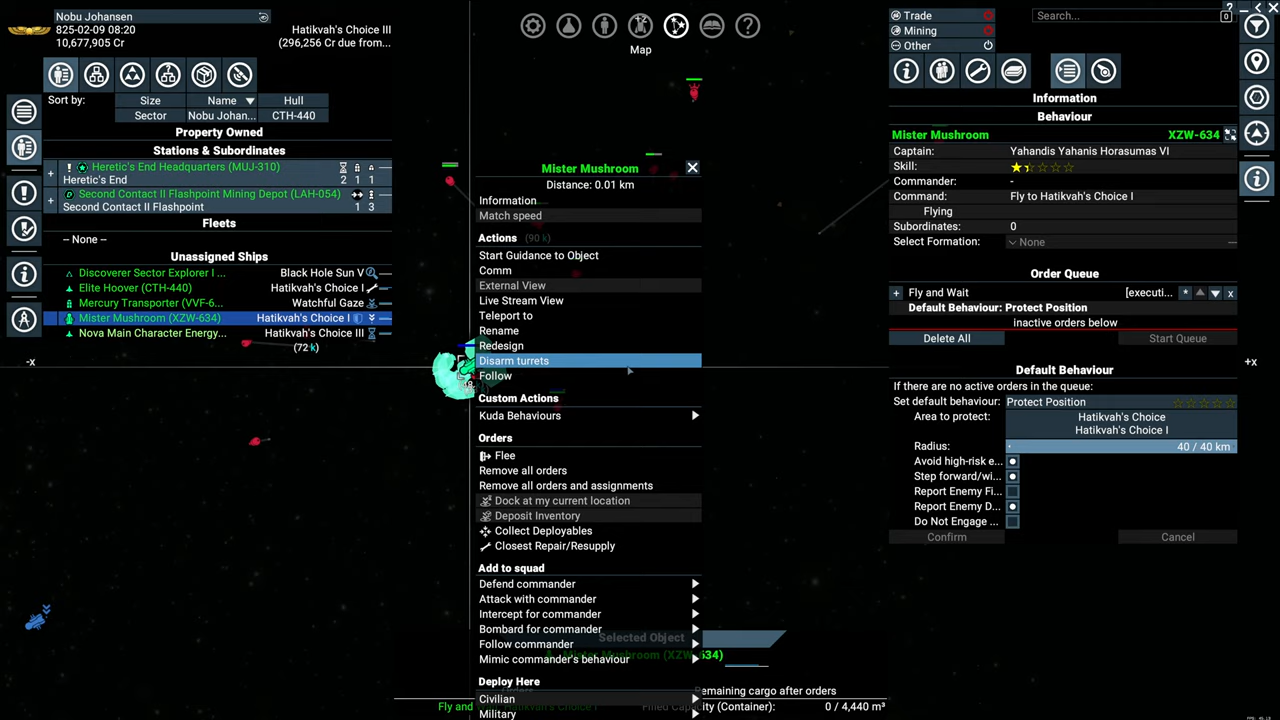 Nobu Johansen
825-02-09 08:20
10,677,905 Cr
Hatikvah's Choice III
(296,256 Cr due from...
Sort by:
Size
Name
Hull
Sector
Nobu Johan...
CTH-440
Property Owned
Stations & Subordinates
+
! Heretic's End Headquarters (MUJ-310)
Heretic's End
2 1 1
+
Second Contact II Flashpoint Mining Depot (LAH-054)
Second Contact II Flashpoint
1 3
Fleets
-- None --
Unassigned Ships
Discoverer Sector Explorer I ...
Black Hole Sun V
Elite Hoover (CTH-440)
Hatikvah's Choice I
Mercury Transporter (VVF-6...
Watchful Gaze
Mister Mushroom (XZW-634)
Hatikvah's Choice I
Nova Main Character Energy...
Hatikvah's Choice III
(72 k)
-x
Map
Mister Mushroom
Distance: 0.01 km
Information
Match speed
Actions (90 k)
Start Guidance to Object
Comm
External View
Live Stream View
Teleport to
Rename
Redesign
Disarm turrets
Follow
Custom Actions
Kuda Behaviours
Orders
Flee
Remove all orders
Remove all orders and assignments
Dock at my current location
Deposit Inventory
Collect Deployables
Closest Repair/Resupply
Add to squad
Defend commander
Attack with commander
Intercept for commander
Bombard for commander
Follow commander
Mimic commander's behaviour
Deploy Here
Civilian
Military
Selected Object
Mister Mushroom (XZW-634)
Remaining cargo after orders
0 / 4,440 m³
Trade
Mining
Other
Search...
0
?
Information
Behaviour
Mister Mushroom
XZW-634
Captain:
Yahandis Yahanis Horasumas VI
Skill:
Commander:
-
Command:
Fly to Hatikvah's Choice I
Flying
Subordinates:
0
Select Formation:
None
Order Queue
+
Fly and Wait
[executi...
*
x
Default Behaviour: Protect Position
inactive orders below
Delete All
Start Queue
+x
Default Behaviour
If there are no active orders in the queue:
Set default behaviour:
Protect Position
Area to protect:
Hatikvah's Choice
Hatikvah's Choice I
Radius:
40 / 40 km
Avoid high-risk e...
Step forward/wi...
Report Enemy Fi...
Report Enemy D...
Do Not Engage ...
Confirm
Cancel